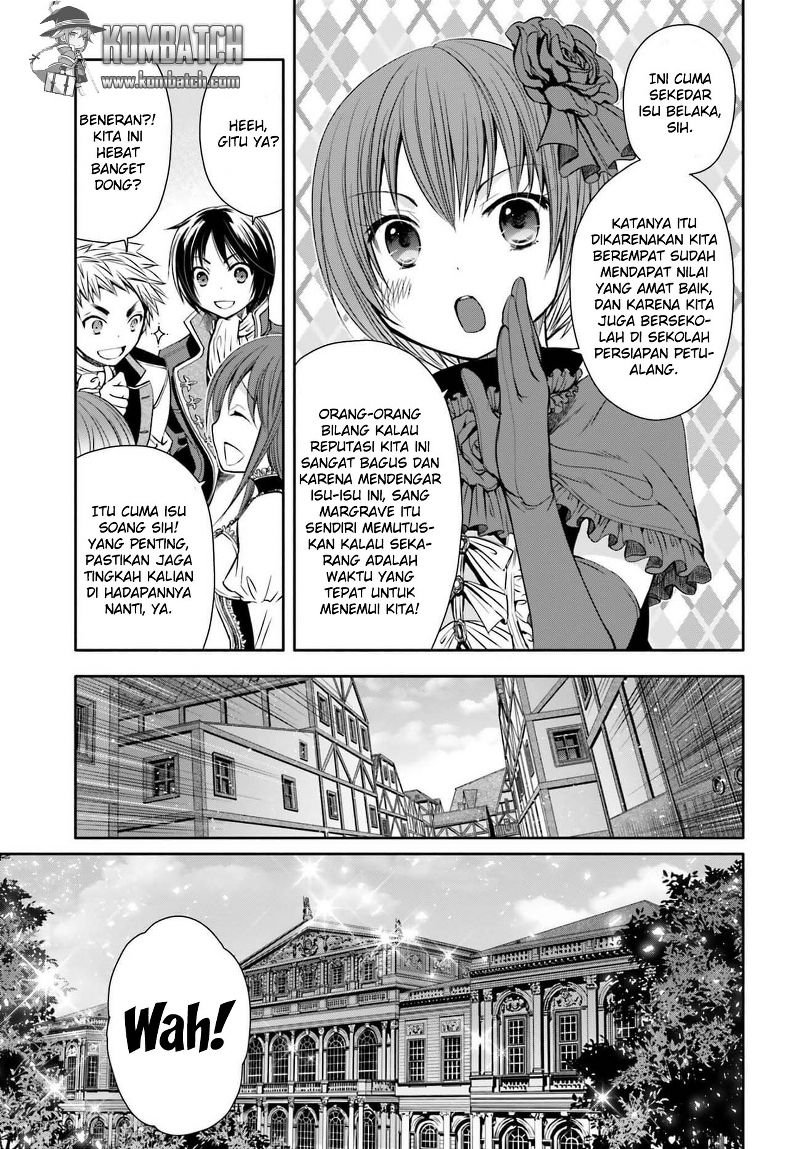 KOMBATCH
www.kombatch.com
INI CUMA
SEKEDAR
ISU BELAKA,
SIH.
KATANYA ITU
DIKARENAKAN KITA
BEREMPAT SUDAH
MENDAPAT NILAI
YANG AMAT BAIK,
DAN KARENA KITA
JUGA BERSEKO-
LAH DI SEKOLAH
PERSIAPAN PETU-
ALANG.
ORANG-ORANG
BILANG KALAU
REPUTASI KITA INI
SANGAT BAGUS DAN
KARENA MENDENGAR
ISU-ISU INI, SANG
MARGRAVE ITU
SENDIRI MEMUTUS-
KAN KALAU SEKA-
RANG ADALAH
WAKTU YANG
TEPAT UNTUK
MENEMUI KITA!
HEEH,
GITU YA?
BENERAN?!
KITA INI
HEBAT
BANGET
DONG?
ITU CUMA ISU
SOANG SIH!
YANG PENTING,
PASTIKAN JAGA
TINGKAH KALIAN
DI HADAPANNYA
NANTI, YA.
Wah!